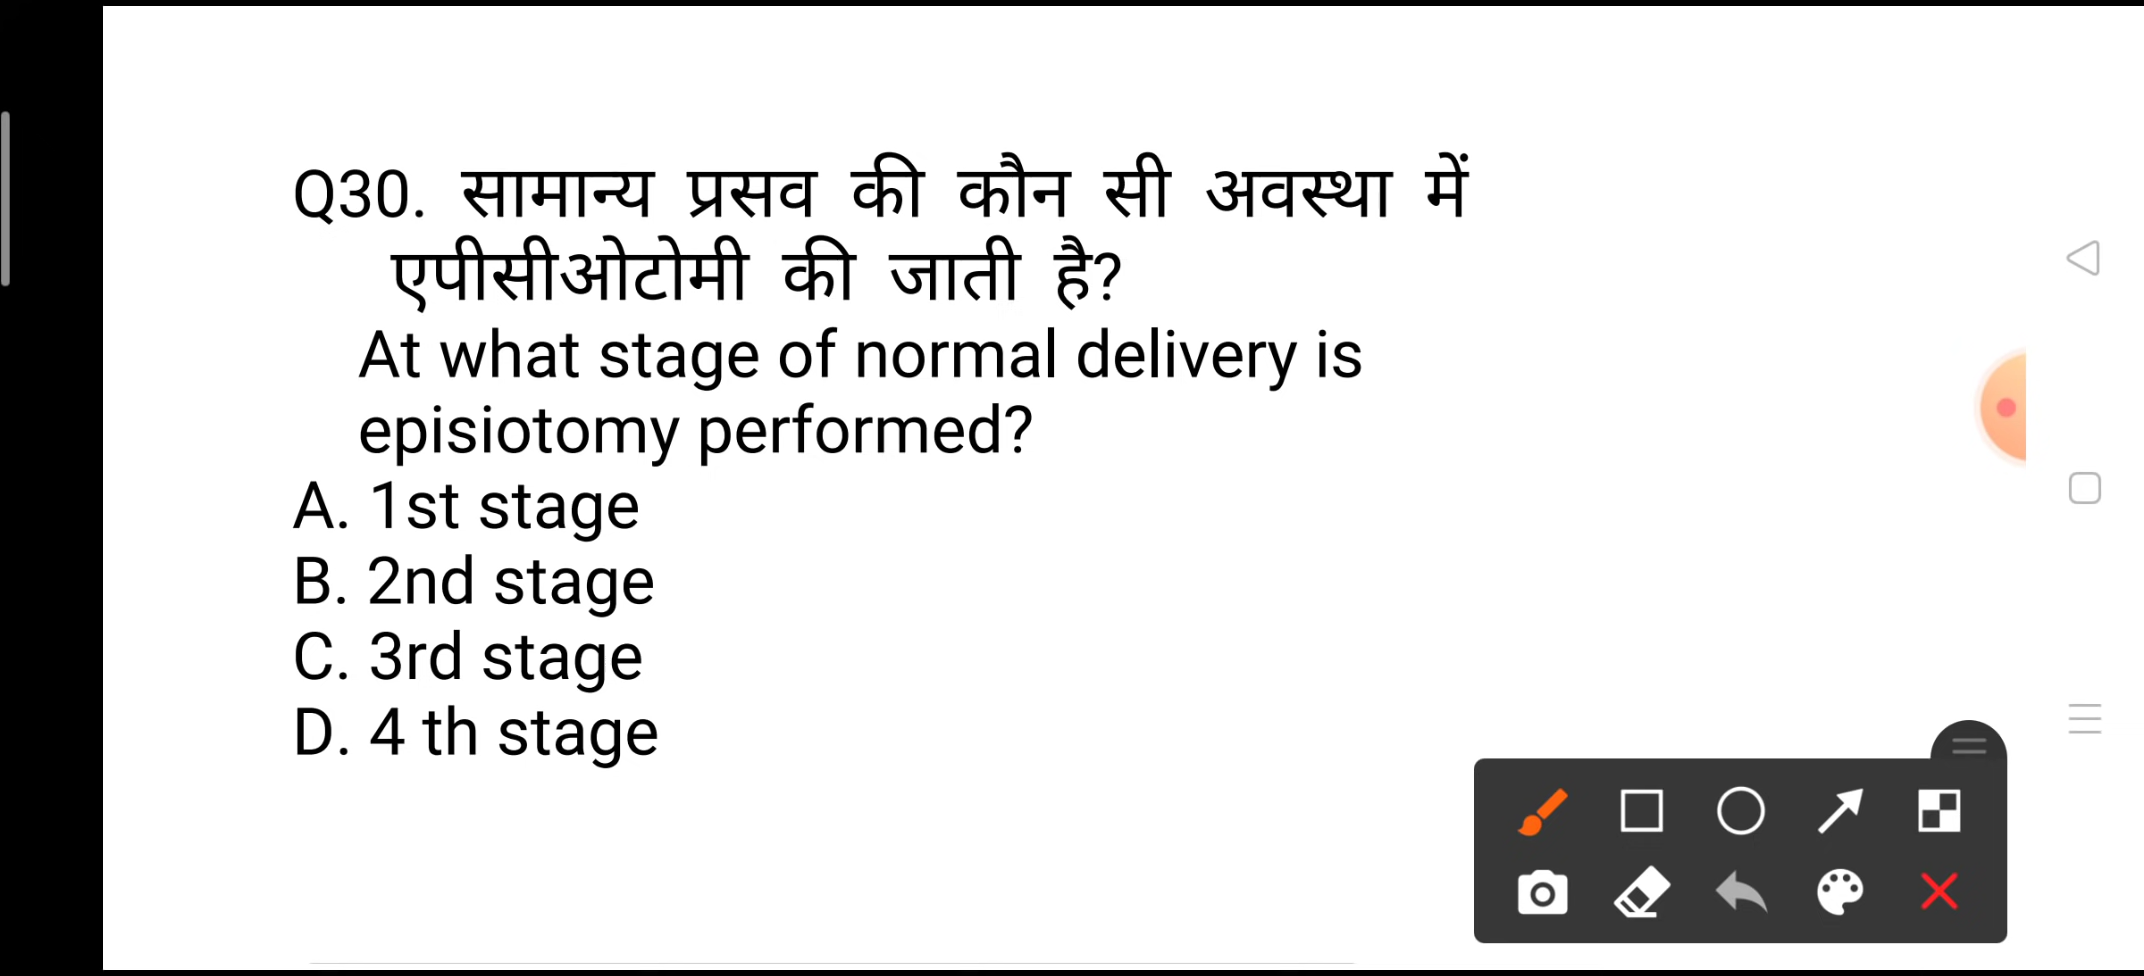 Q30. सामान्य प्रसव की कौन सी अवस्था में
एपीसीओटोमी की जाती है?
At what stage of normal delivery is
episiotomy performed?
A. 1st stage
B. 2nd stage
C. 3rd stage
D. 4 th stage